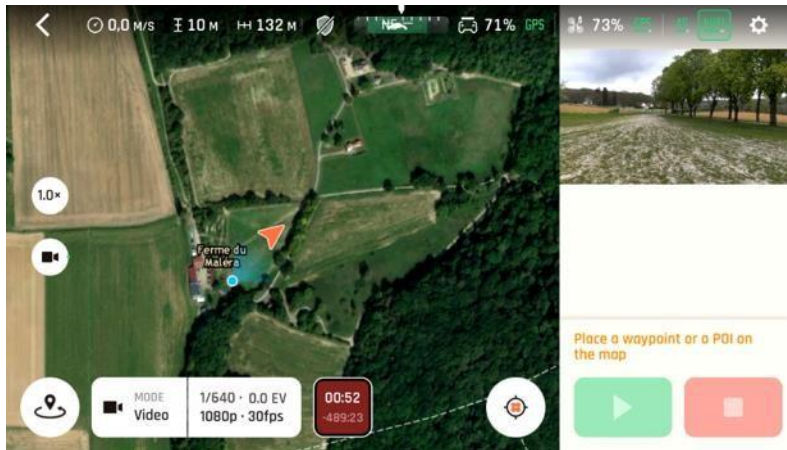 0,0 M/S 10 M 132 M NE 71% GPS 73% GPS
1.0×
Ferme du
Maléra
Place a waypoint or a POI on
the map
MODE
Video
1/640 · 0.0 EV
1080p · 30fps
00:52
-489:23